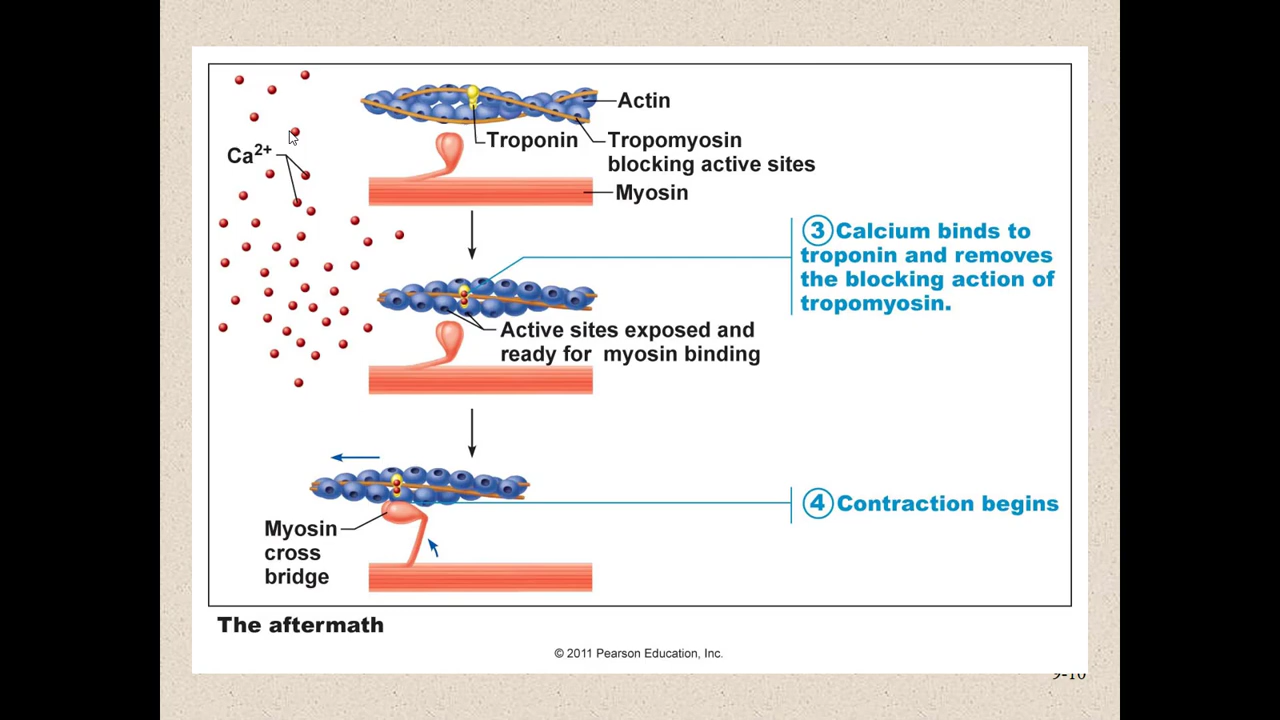 Actin
Troponin
Tropomyosin
blocking active sites
Ca2+
Myosin
③ Calcium binds to
troponin and removes
the blocking action of
tropomyosin.
Active sites exposed and
ready for myosin binding
④ Contraction begins
Myosin
cross
bridge
The aftermath
© 2011 Pearson Education, Inc.
9-10